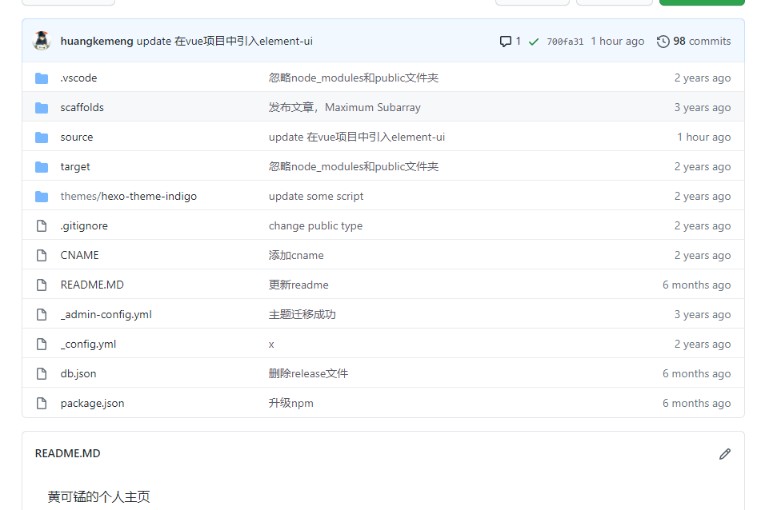 huangkemeng update 在vue项目中引入element-ui 1 700fa31 1 hour ago 98 commits
.vscode 忽略node_modules和public文件夹 2 years ago
scaffolds 发布文章，Maximum Subarray 3 years ago
source update 在vue项目中引入element-ui 1 hour ago
target 忽略node_modules和public文件夹 2 years ago
themes/hexo-theme-indigo update some script 2 years ago
.gitignore change public type 2 years ago
CNAME 添加cname 2 years ago
README.MD 更新readme 6 months ago
_admin-config.yml 主题迁移成功 3 years ago
_config.yml x 2 years ago
db.json 删除release文件 6 months ago
package.json 升级npm 6 months ago
README.MD
黄可锰的个人主页